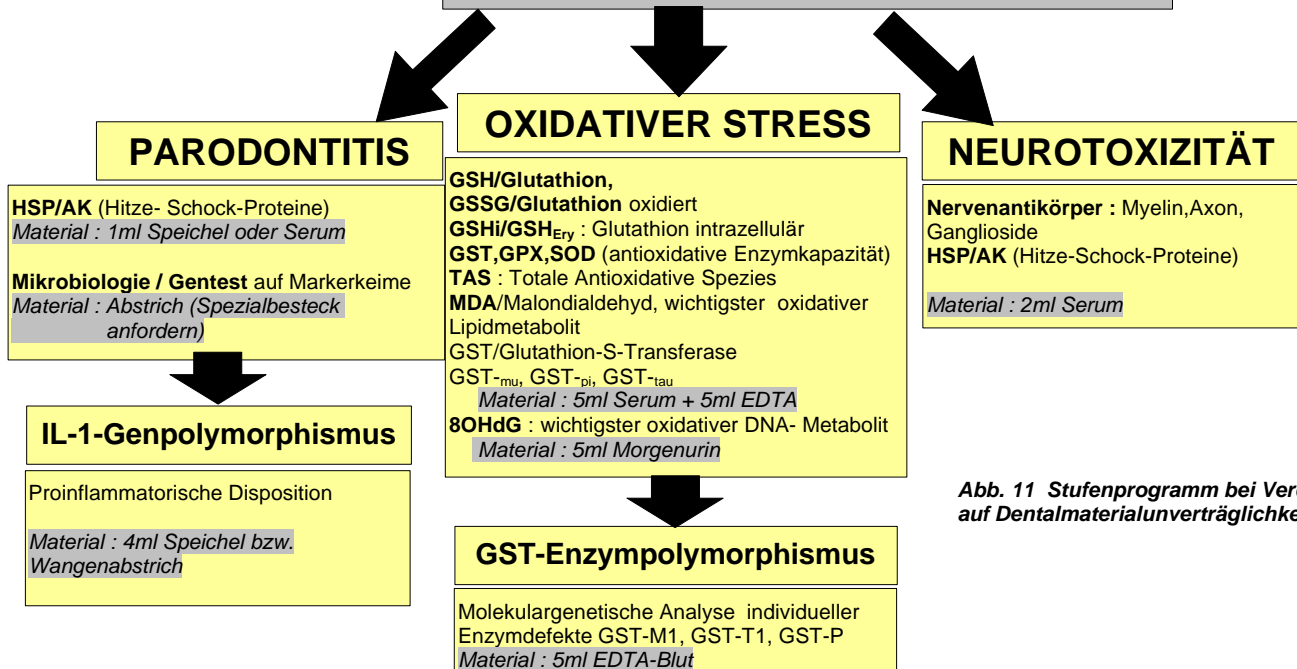 PARODONTITIS
HSP/AK (Hitze- Schock-Proteine)
Material : 1ml Speichel oder Serum
Mikrobiologie / Gentest auf Markerkeime
Material : Abstrich (Spezialbesteck
anfordern)
IL-1-Genpolymorphismus
Proinflammatorische Disposition
Material : 4ml Speichel bzw.
Wangenabstrich
OXIDATIVER STRESS
GSH/Glutathion,
GSSG/Glutathion oxidiert
GSHi/GSHEry : Glutathion intrazellulär
GST,GPX,SOD (antioxidative Enzymkapazität)
TAS : Totale Antioxidative Spezies
MDA/Malondialdehyd, wichtigster oxidativer
Lipidmetabolit
GST/Glutathion-S-Transferase
GST-mu, GST-pi, GST-tau
Material : 5ml Serum + 5ml EDTA
8OHdG : wichtigster oxidativer DNA- Metabolit
Material : 5ml Morgenurin
GST-Enzympolymorphismus
Molekulargenetische Analyse individueller
Enzymdefekte GST-M1, GST-T1, GST-P
Material : 5ml EDTA-Blut
NEUROTOXIZITÄT
Nervenantikörper : Myelin,Axon,
Ganglioside
HSP/AK (Hitze-Schock-Proteine)
Material : 2ml Serum
Abb. 11 Stufenprogramm bei
auf